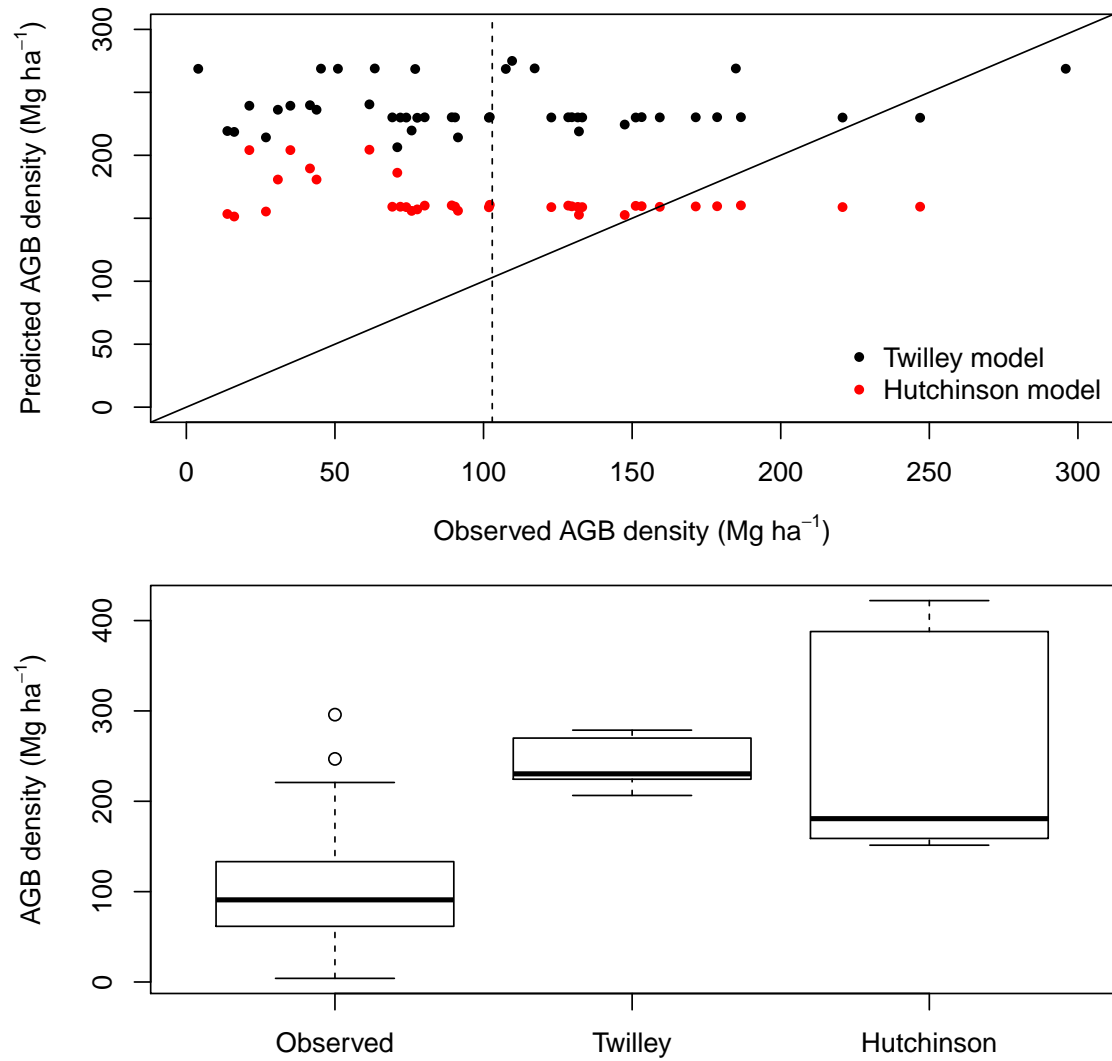 Predicted AGB density (Mg ha⁻¹)
300
200
100
50
0
Twilley model
Hutchinson model
0 50 100 150 200 250 300
Observed AGB density (Mg ha⁻¹)
AGB density (Mg ha⁻¹)
400
300
200
100
0
Observed Twilley Hutchinson